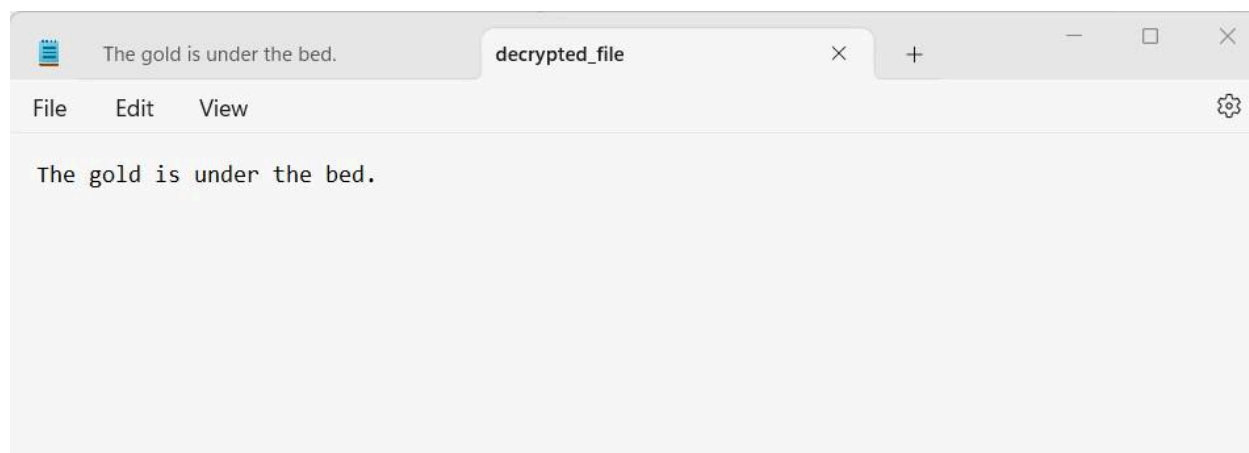 The gold is under the bed. decrypted_file
File Edit View
The gold is under the bed.